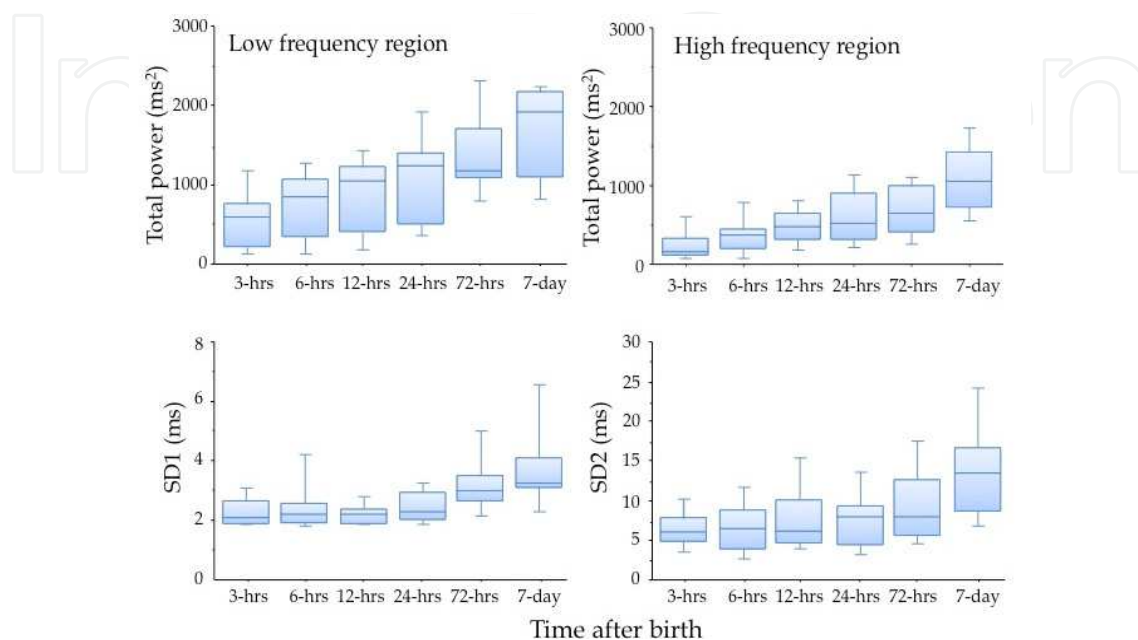 Low frequency region
Total power (ms²)
3000
2000
1000
0
3-hrs 6-hrs 12-hrs 24-hrs 72-hrs 7-day
High frequency region
Total power (ms²)
3000
2000
1000
0
3-hrs 6-hrs 12-hrs 24-hrs 72-hrs 7-day
SD1 (ms)
8
6
4
2
0
3-hrs 6-hrs 12-hrs 24-hrs 72-hrs 7-day
SD2 (ms)
30
25
20
15
10
5
0
3-hrs 6-hrs 12-hrs 24-hrs 72-hrs 7-day
Time after birth